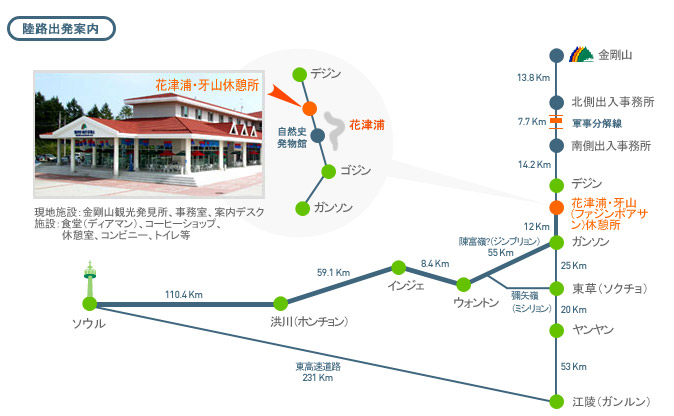 陸路出発案内
花津浦・牙山休憩所
デジン
花津浦
自然史
発物館
ゴジン
ガンソン
現地施設：金剛山観光発見所、事務室、案内デスク
施設：食堂（ディアマン）、コーヒーショップ、
休憩室、コンビニー、トイレ等
金剛山
13.8 Km
北側出入事務所
7.7 Km
軍事分解線
南側出入事務所
14.2 Km
デジン
花津浦・牙山
(ファジンポアサ
ン)休憩所
12 Km
ガンソン
陳富嶺?(ジンブリョン)
55 Km
25 Km
8.4 Km
59.1 Km
インジェ
ウォントン
彌矢嶺
(ミシリョン)
東草（ソクチョ）
20 Km
110.4 Km
ソウル
洪川（ホンチョン）
ヤンヤン
東高速道路
231 Km
53 Km
江陵（ガンルン）